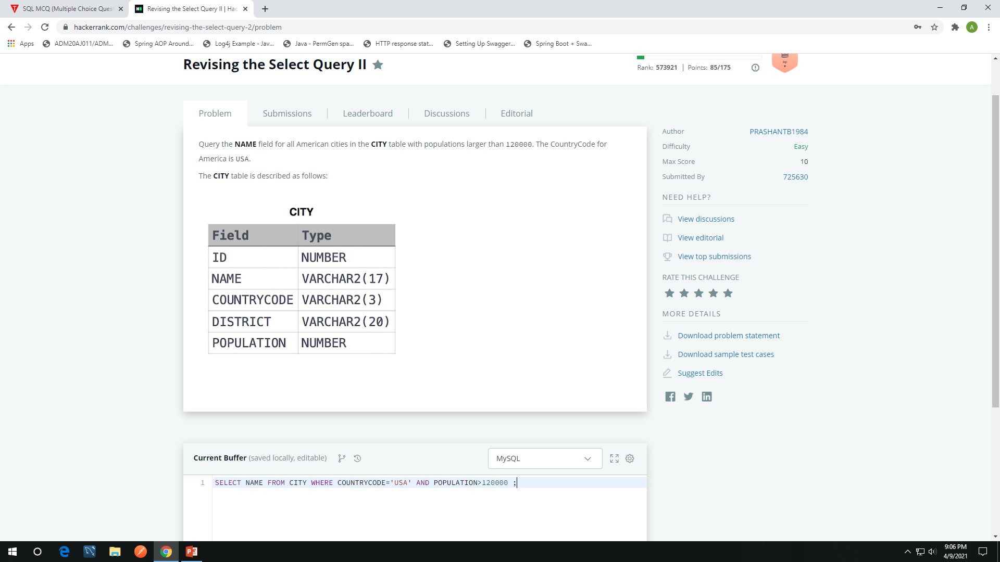 SQL MCQ (Multiple Choice Quest
Revising the Select Query II | Hac
hackerrank.com/challenges/revising-the-select-query-2/problem
A
Apps
ADM20AJ011/ADM...
Spring AOP Around...
Log4j Example - Jav...
Java - PermGen spa...
HTTP response stat...
Setting Up Swagger...
Spring Boot + Swa...
Revising the Select Query II
Rank: 573921 | Points: 85/175
Sql
Problem
Submissions
Leaderboard
Discussions
Editorial
Query the NAME field for all American cities in the CITY table with populations larger than 120000. The CountryCode for
America is USA.
The CITY table is described as follows:
CITY
Field Type
ID NUMBER
NAME VARCHAR2(17)
COUNTRYCODE VARCHAR2(3)
DISTRICT VARCHAR2(20)
POPULATION NUMBER
Author PRASHANTB1984
Difficulty Easy
Max Score 10
Submitted By 725630
NEED HELP?
View discussions
View editorial
View top submissions
RATE THIS CHALLENGE
MORE DETAILS
Download problem statement
Download sample test cases
Suggest Edits
Current Buffer (saved locally, editable)
MySQL
1 SELECT NAME FROM CITY WHERE COUNTRYCODE='USA' AND POPULATION>120000 ;
9:06 PM
4/9/2021